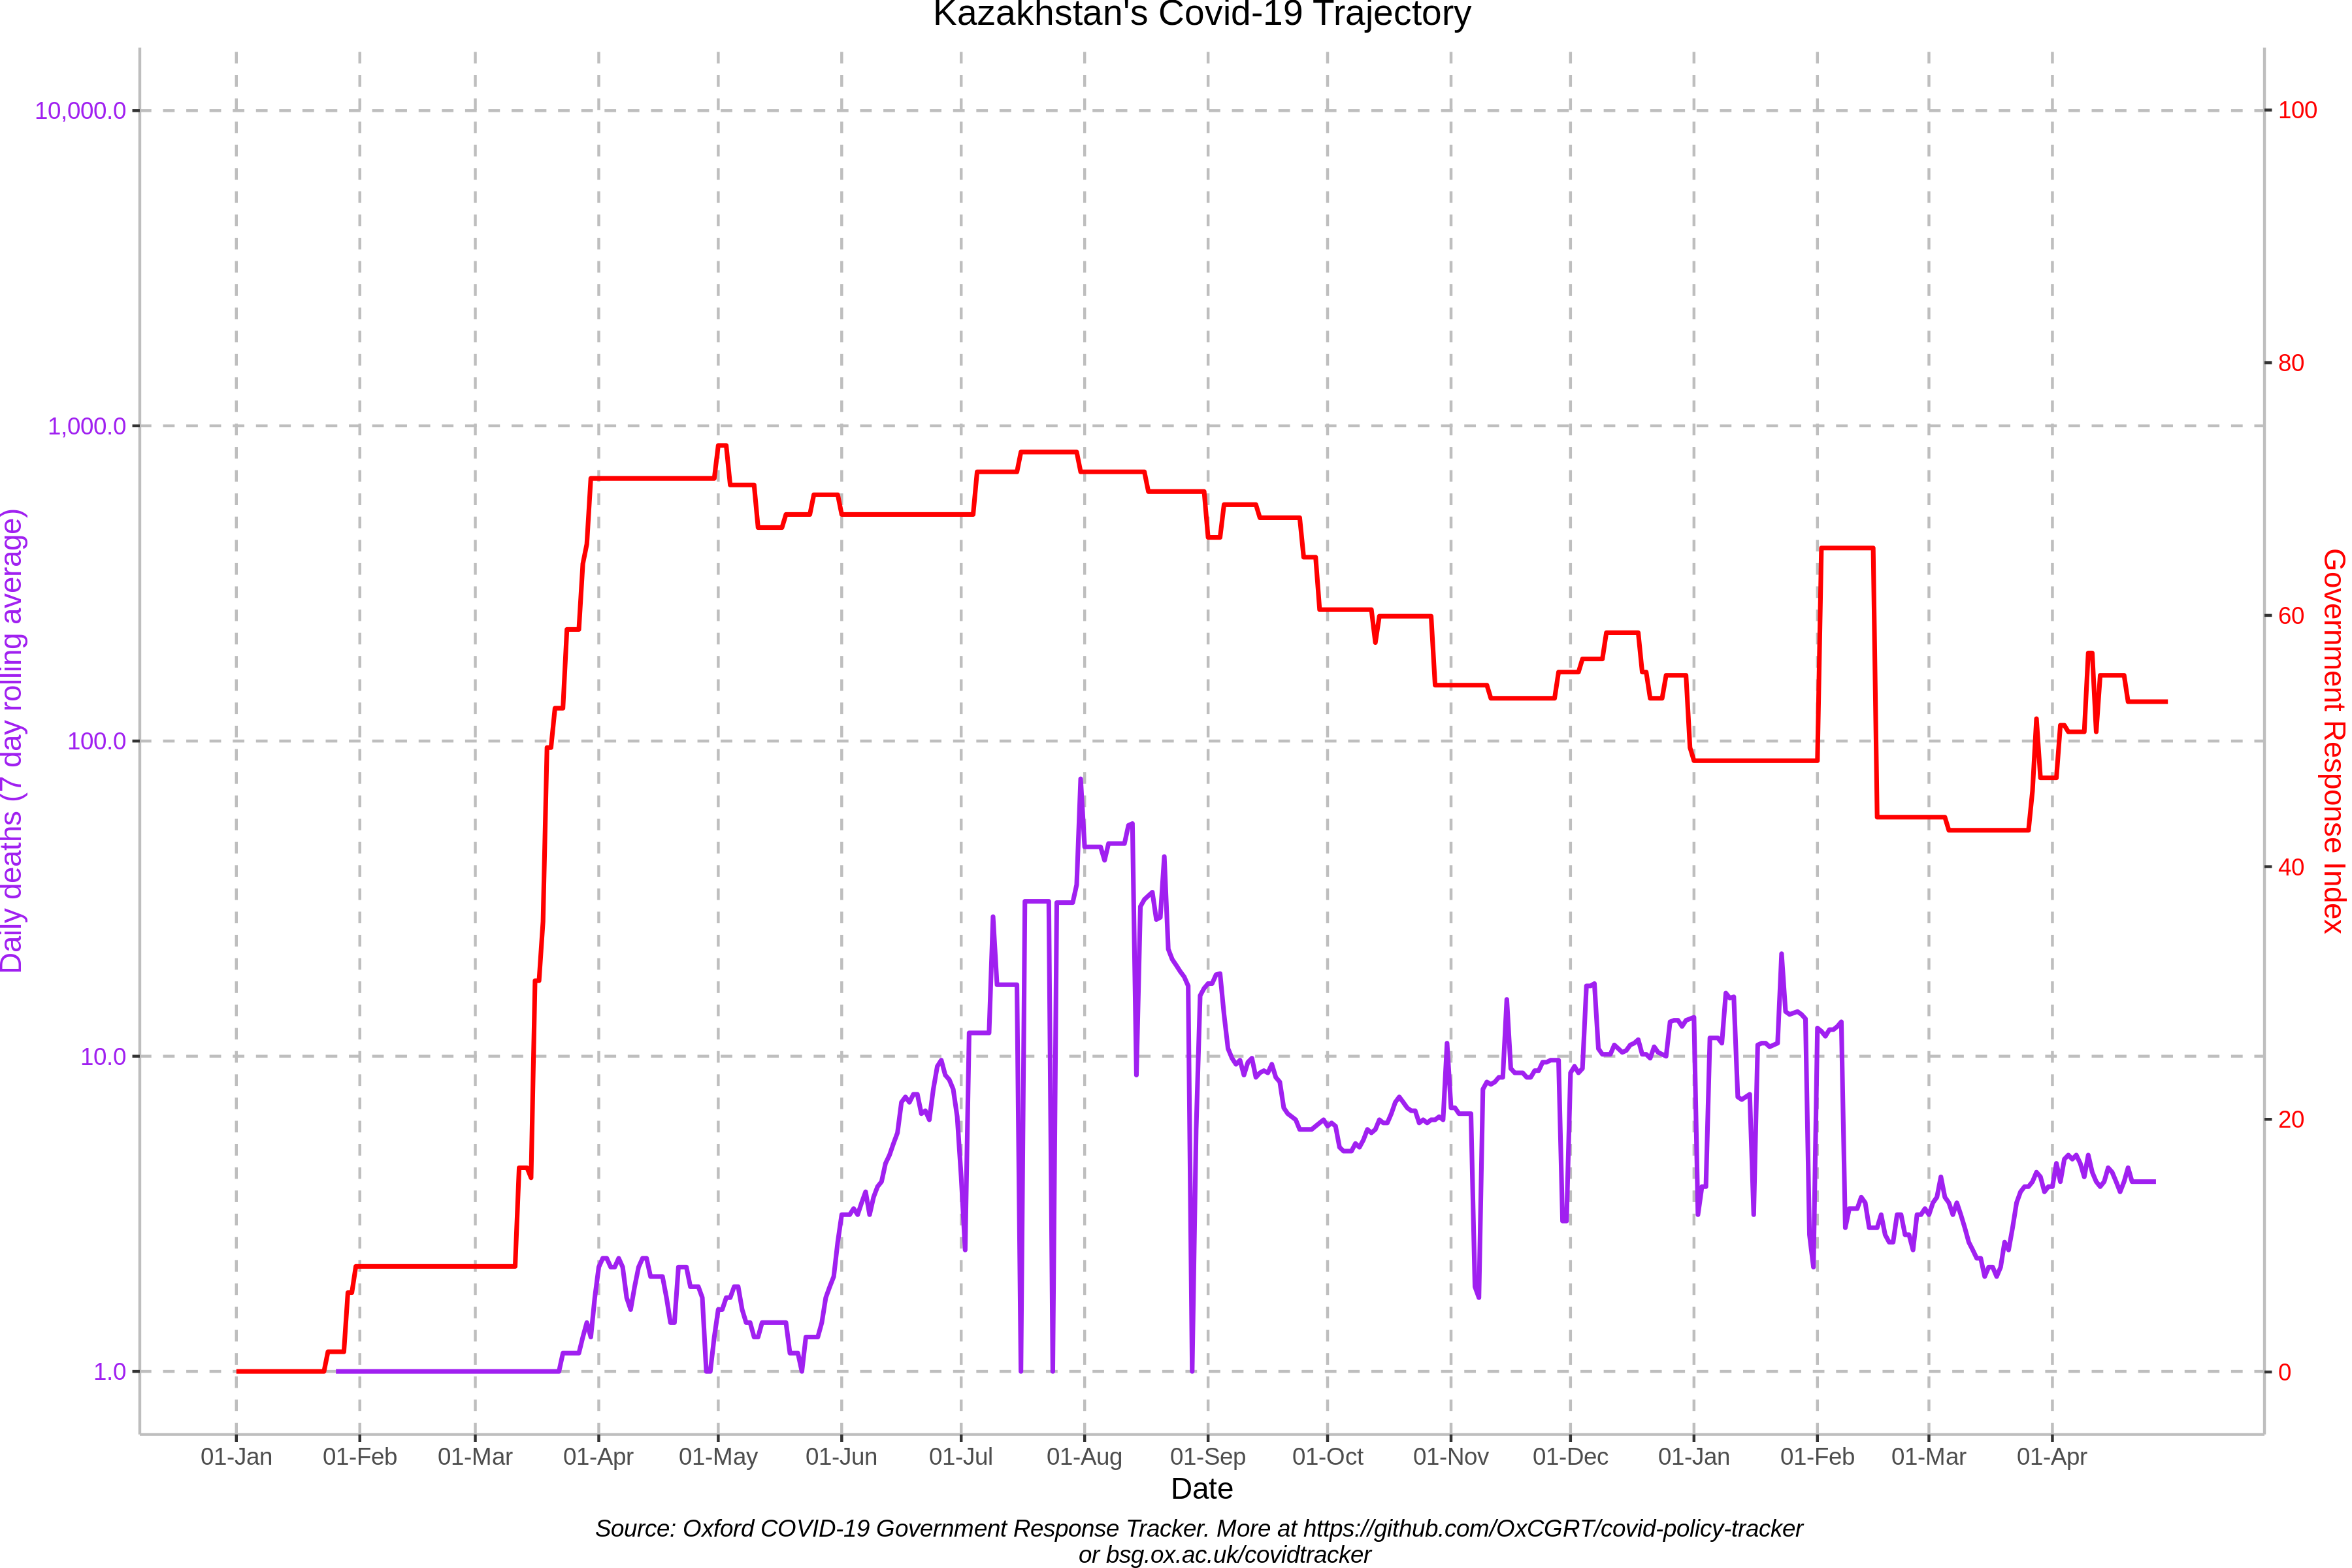 Kazakhstan's Covid-19 Trajectory
10,000.0
1,000.0
100.0
10.0
1.0
Daily deaths (7 day rolling average)
100
80
60
40
20
0
Government Response Index
01-Jan 01-Feb 01-Mar 01-Apr 01-May 01-Jun 01-Jul 01-Aug 01-Sep 01-Oct 01-Nov 01-Dec 01-Jan 01-Feb 01-Mar 01-Apr
Date
Source: Oxford COVID-19 Government Response Tracker. More at https://github.com/OxCGRT/covid-policy-tracker
or bsg.ox.ac.uk/covidtracker